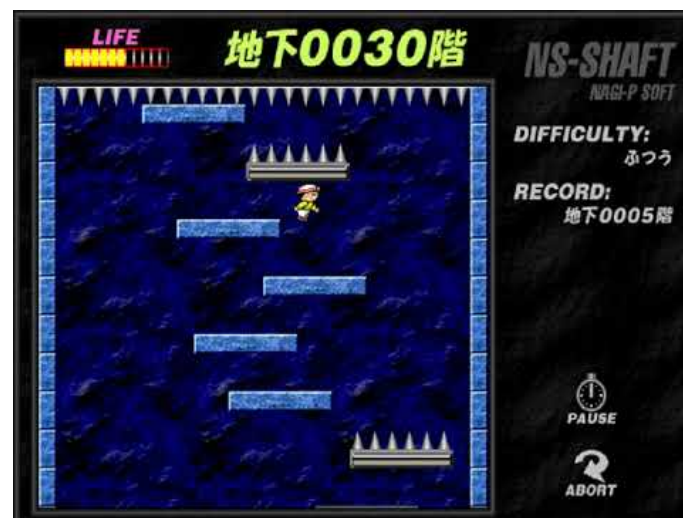 LIFE
地下0030階
NS-SHAFT
NAGI-P SOFT
DIFFICULTY:
ふつう
RECORD:
地下0005階
PAUSE
ABORT